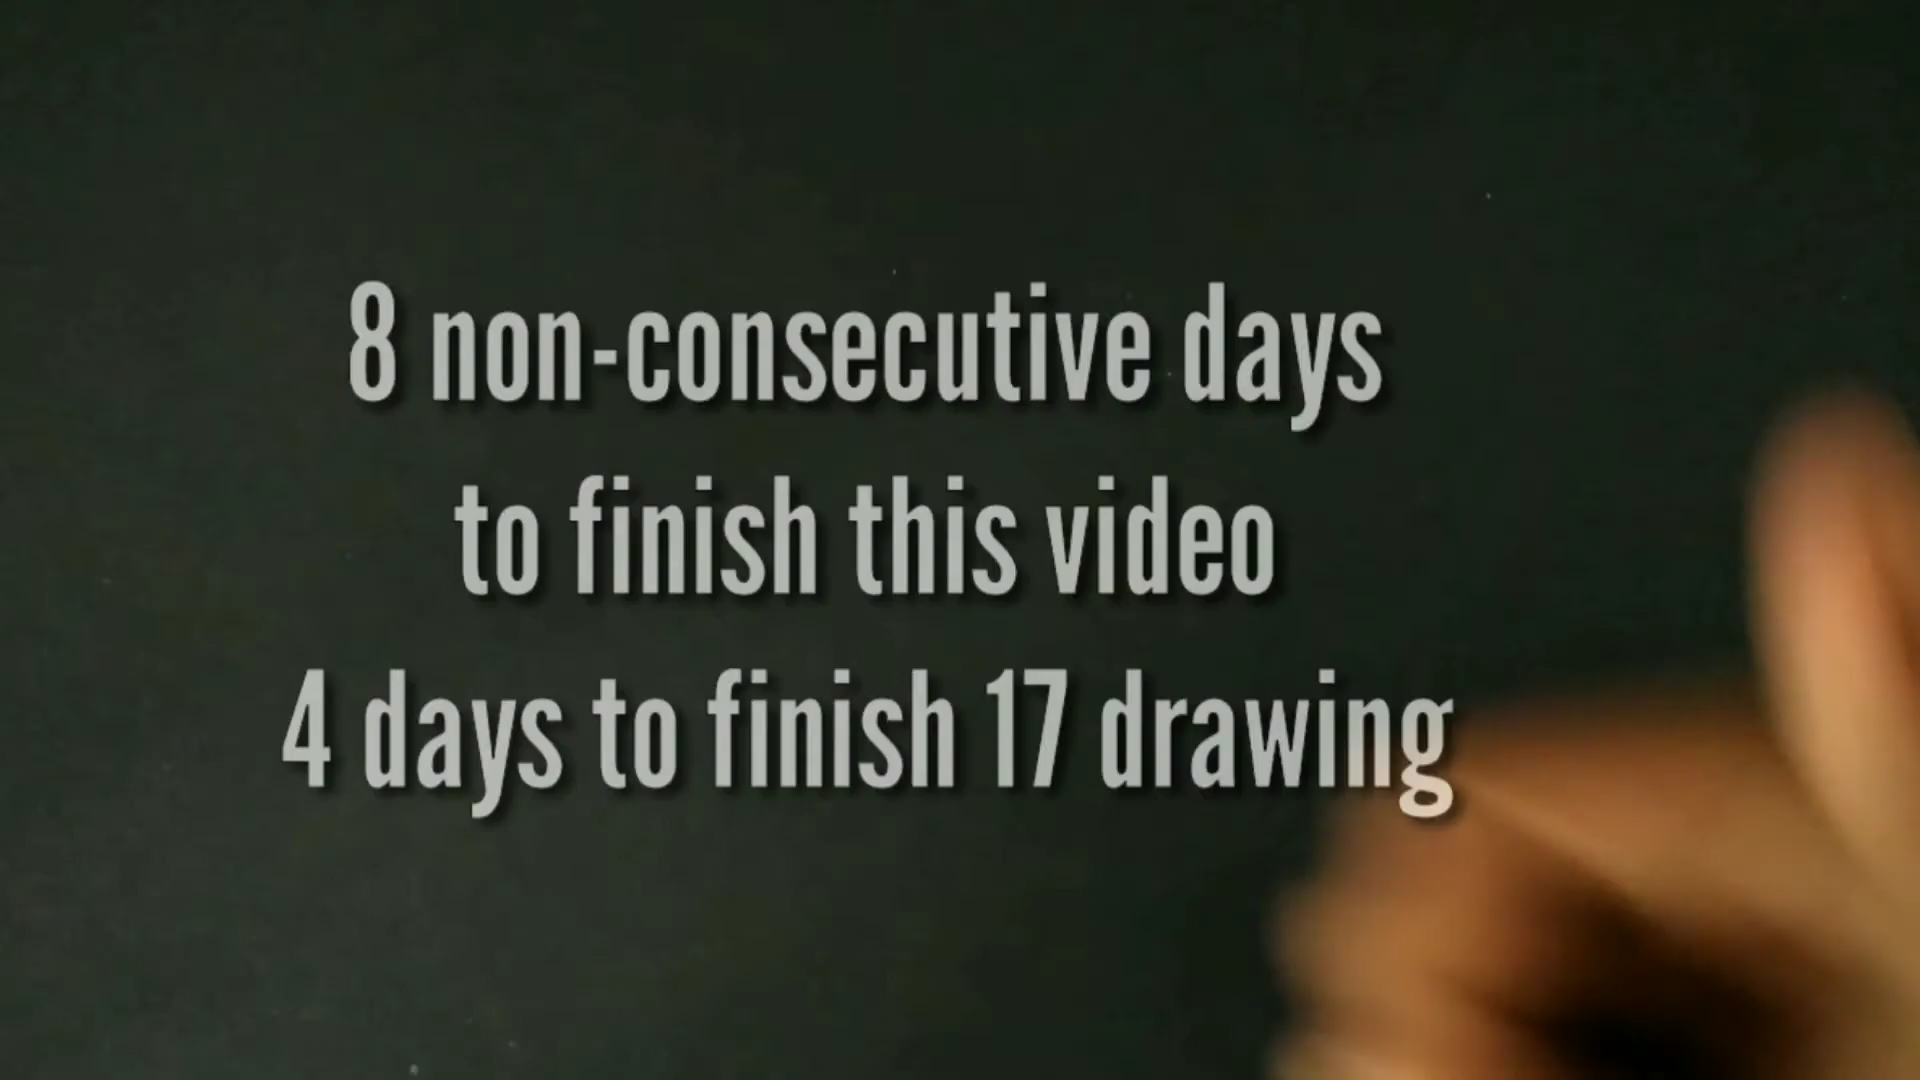 8 non-consecutive days
to finish this video
4 days to finish 17 drawing